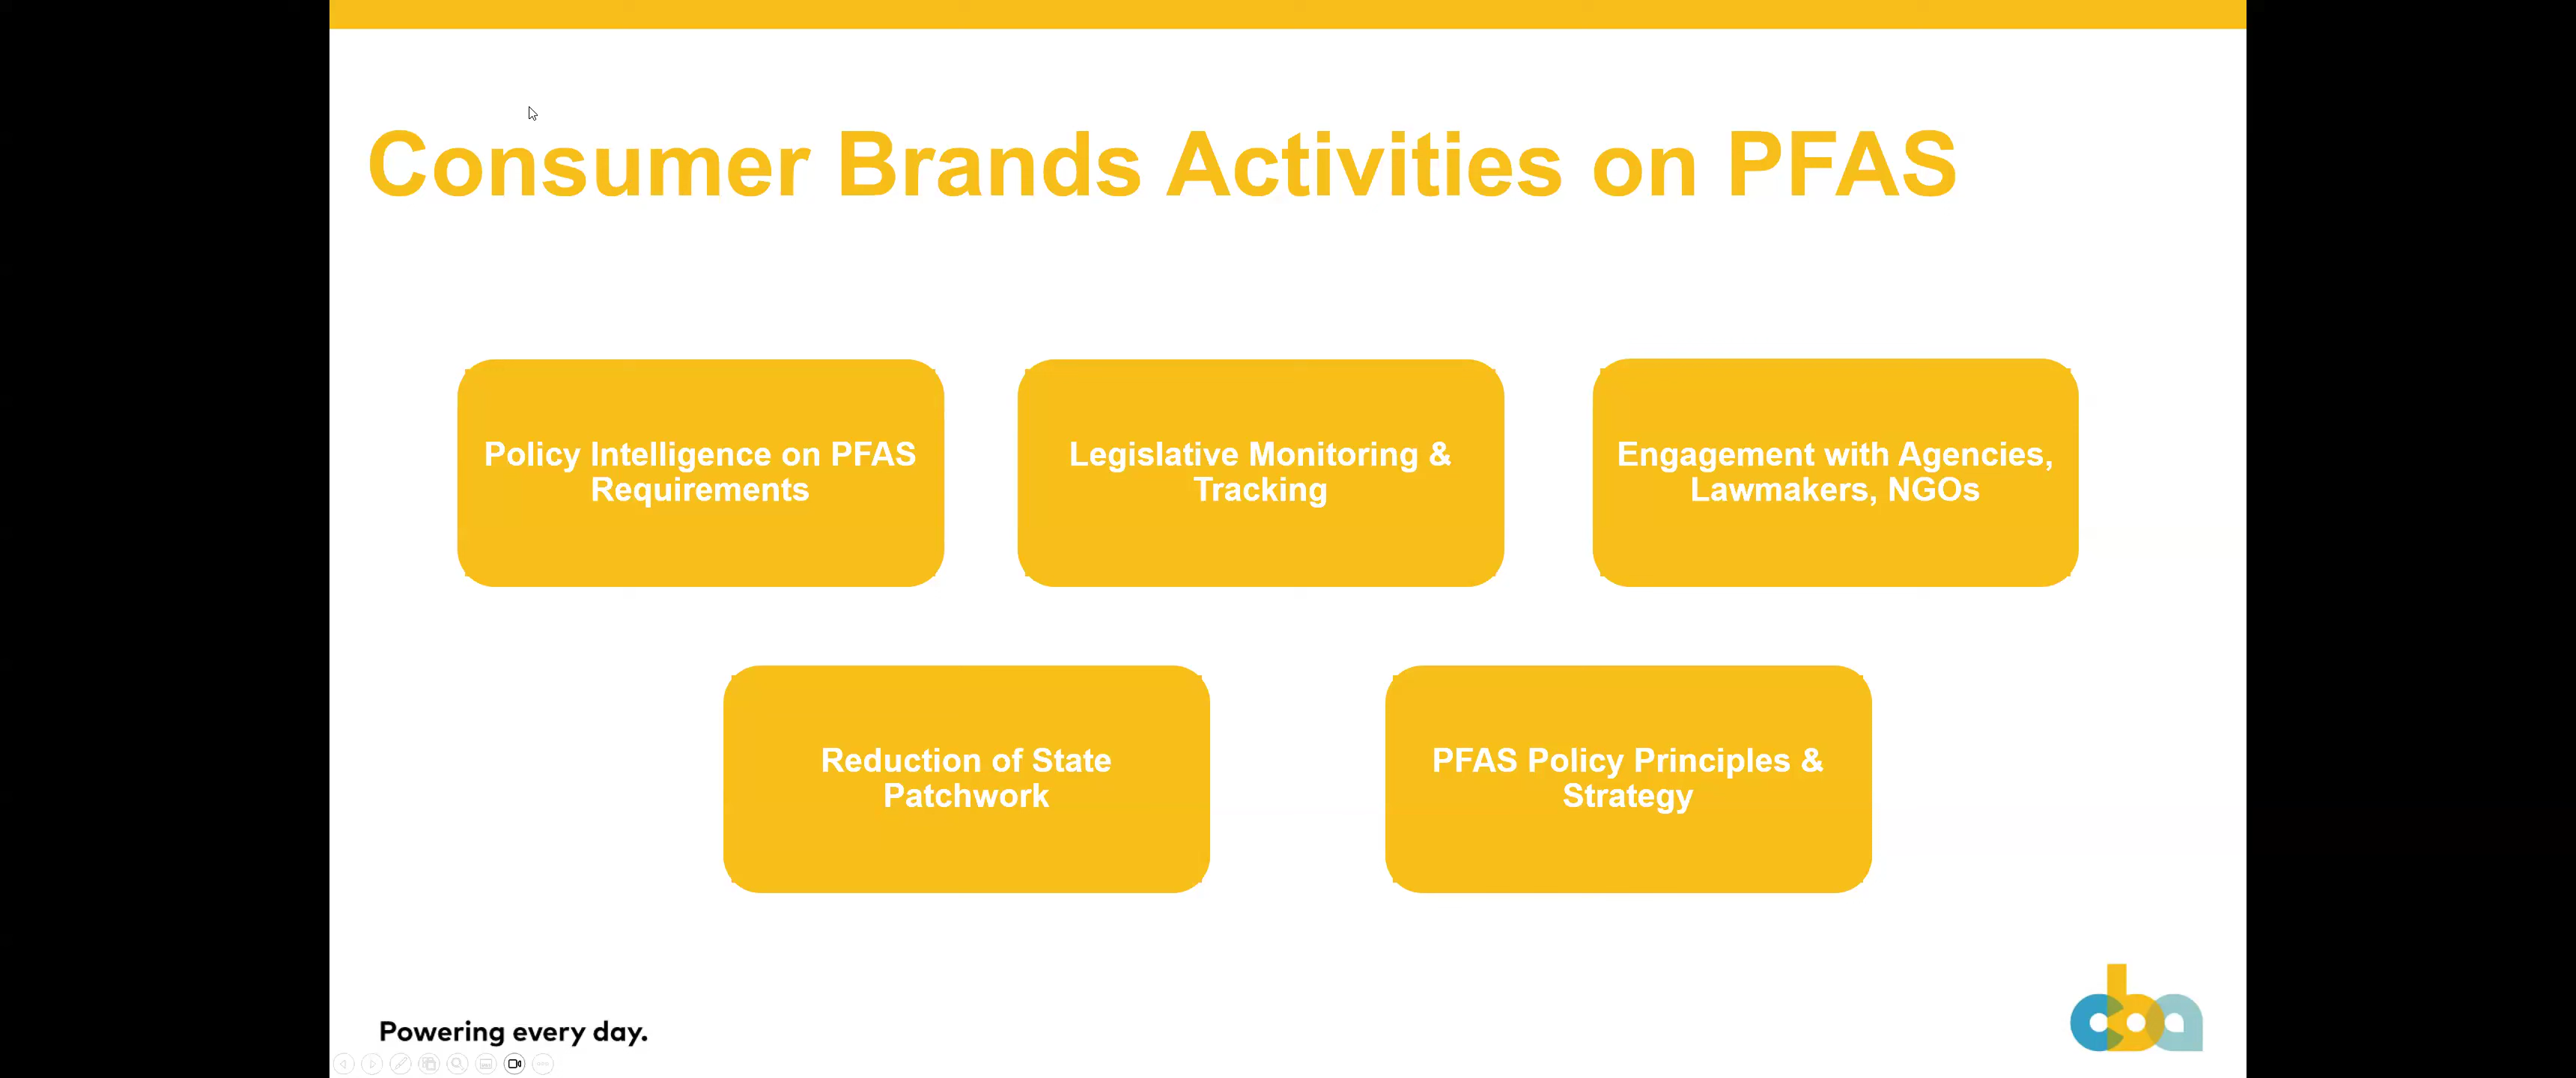 Consumer Brands Activities on PFAS
Policy Intelligence on PFAS
Requirements
Legislative Monitoring &
Tracking
Engagement with Agencies,
Lawmakers, NGOs
Reduction of State
Patchwork
PFAS Policy Principles &
Strategy
Powering every day.
cba